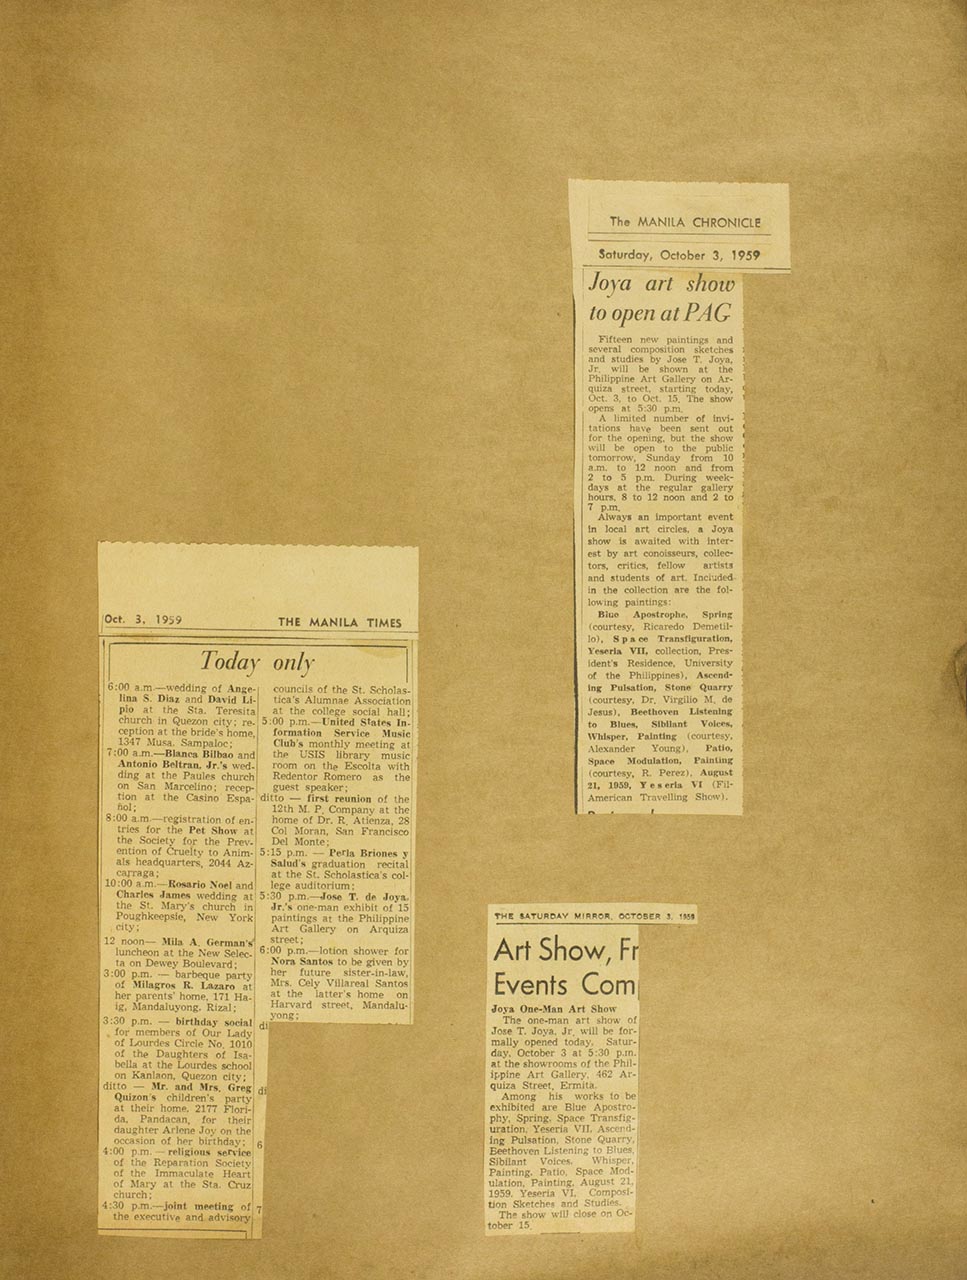 The MANILA CHRONICLE
Saturday, October 3, 1959
Joya art show
to open at PAG
Fifteen new paintings and
several composition sketches
and studies by Jose T. Joya,
Jr. will be shown at the
Philippine Art Gallery on Ar-
quiza street, starting today,
Oct. 3, to Oct. 15. The show
opens at 5:30 p.m.
A limited number of invi-
tations have been sent out
for the opening, but the show
will be open to the public
tomorrow, Sunday from 10
a.m. to 12 noon and from
2 to 5 p.m. During week-
days at the regular gallery
hours, 8 to 12 noon and 2 to
7 p.m.
Always an important event
in local art circles, a Joya
show is awaited with inter-
est by art conoisseurs, collec-
tors, critics, fellow artists
and students of art. Included
in the collection are the fol-
lowing paintings:
Blue Apostrophe, Spring
(courtesy, Ricaredo Demetil-
lo), Space Transfiguration,
Yeseria VII, collection, Pres-
ident's Residence, University
of the Philippines), Ascend-
ing Pulsation, Stone Quarry
(courtesy, Dr. Virgilio M. de
Jesus), Beethoven Listening
to Blues, Sibilant Voices,
Whisper, Painting (courtesy,
Alexander Young), Patio,
Space Modulation, Painting
(courtesy, R. Perez), August
21, 1959, Yeseria VI (Fil-
American Travelling Show).
Oct. 3, 1959 THE MANILA TIMES
Today only
6:00 a.m.—wedding of Ange-
lina S. Diaz and David Li-
pio at the Sta. Teresita
church in Quezon city; re-
ception at the bride's home,
1347 Musa, Sampaloc;
7:00 a.m.—Blanca Bilbao and
Antonio Beltran, Jr.'s wed-
ding at the Paules church
on San Marcelino; recep-
tion at the Casino Espa-
ñol;
8:00 a.m.—registration of en-
tries for the Pet Show at
the Society for the Prev-
ention of Cruelty to Anim-
als headquarters, 2044 Az-
carraga;
10:00 a.m.—Rosario Noel and
Charles James wedding at
the St. Mary's church in
Poughkeepsie, New York
city;
12 noon— Mila A. German's
luncheon at the New Selec-
ta on Dewey Boulevard;
3:00 p.m. — barbeque party
of Milagros R. Lazaro at
her parents' home, 171 Ha-
ig, Mandaluyong, Rizal;
3:30 p.m. — birthday social
for members of Our Lady
of Lourdes Circle No. 1010
of the Daughters of Isa-
bella at the Lourdes school
on Kanlaon, Quezon city;
ditto — Mr. and Mrs. Greg
Quizon's children's party
at their home, 2177 Flori-
da, Pandacan, for their
daughter Arlene Joy on the
occasion of her birthday;
4:00 p.m. — religious service
of the Reparation Society
of the Immaculate Heart
of Mary at the Sta. Cruz
church;
4:30 p.m.—joint meeting of
the executive and advisory
councils of the St. Scholas-
tica's Alumnae Association
at the college social hall;
5:00 p.m.—United States In-
formation Service Music
Club's monthly meeting at
the USIS library music
room on the Escolta with
Redentor Romero as the
guest speaker;
ditto — first reunion of the
12th M. P. Company at the
home of Dr. R. Atienza, 28
Col Moran, San Francisco
Del Monte;
5:15 p.m. — Perla Briones y
Salud's graduation recital
at the St. Scholastica's col-
lege auditorium;
5:30 p.m.—Jose T. de Joya,
Jr.'s one-man exhibit of 15
paintings at the Philippine
Art Gallery on Arquiza
street;
6:00 p.m.—lotion shower for
Nora Santos to be given by
her future sister-in-law,
Mrs. Cely Villareal Santos
at the latter's home on
Harvard street, Mandalu-
yong;
di
di
6
7
THE SATURDAY MIRROR, OCTOBER 3, 1959
Art Show, Fr
Events Com
Joya One-Man Art Show
The one-man art show of
Jose T. Joya, Jr. will be for-
mally opened today, Satur-
day, October 3 at 5:30 p.m.
at the showrooms of the Phil-
ippine Art Gallery, 462 Ar-
quiza Street, Ermita.
Among his works to be
exhibited are Blue Apostro-
phy, Spring, Space Transfig-
uration, Yeseria VII, Ascend-
ing Pulsation, Stone Quarry,
Beethoven Listening to Blues,
Sibilant Voices, Whisper,
Painting, Patio, Space Mod-
ulation, Painting, August 21,
1959, Yeseria VI, Composi-
tion Sketches and Studies.
The show will close on Oc-
tober 15.